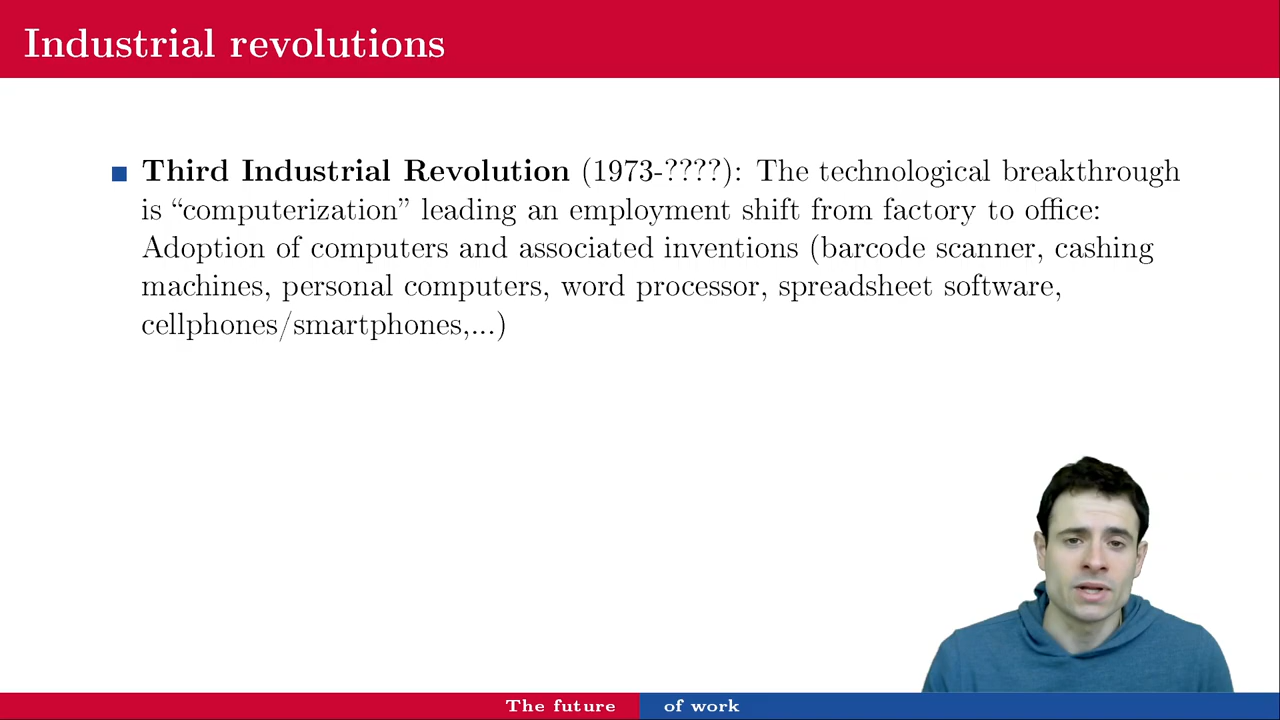 Industrial revolutions
Third Industrial Revolution (1973-????): The technological breakthrough
is “computerization” leading an employment shift from factory to office:
Adoption of computers and associated inventions (barcode scanner, cashing
machines, personal computers, word processor, spreadsheet software,
cellphones/smartphones,...)
The future of work